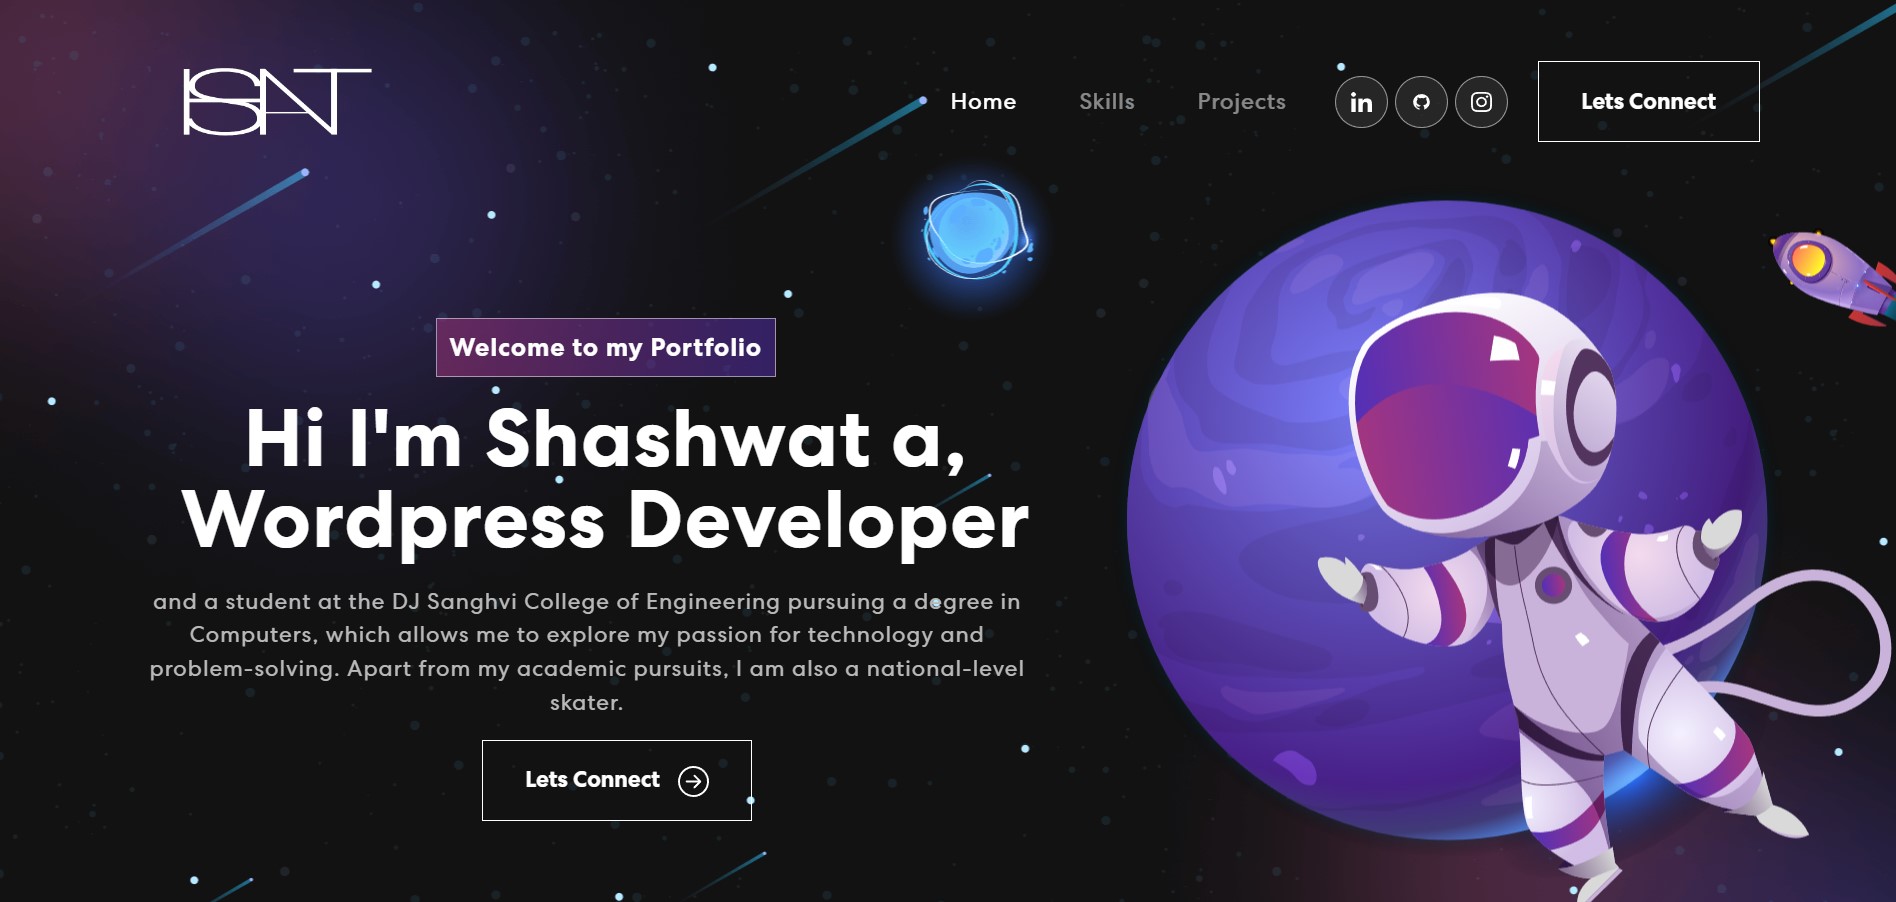 Home Skills Projects in Lets Connect
Welcome to my Portfolio
Hi I'm Shashwat a,
Wordpress Developer
and a student at the DJ Sanghvi College of Engineering pursuing a degree in
Computers, which allows me to explore my passion for technology and
problem-solving. Apart from my academic pursuits, I am also a national-level
skater.
Lets Connect